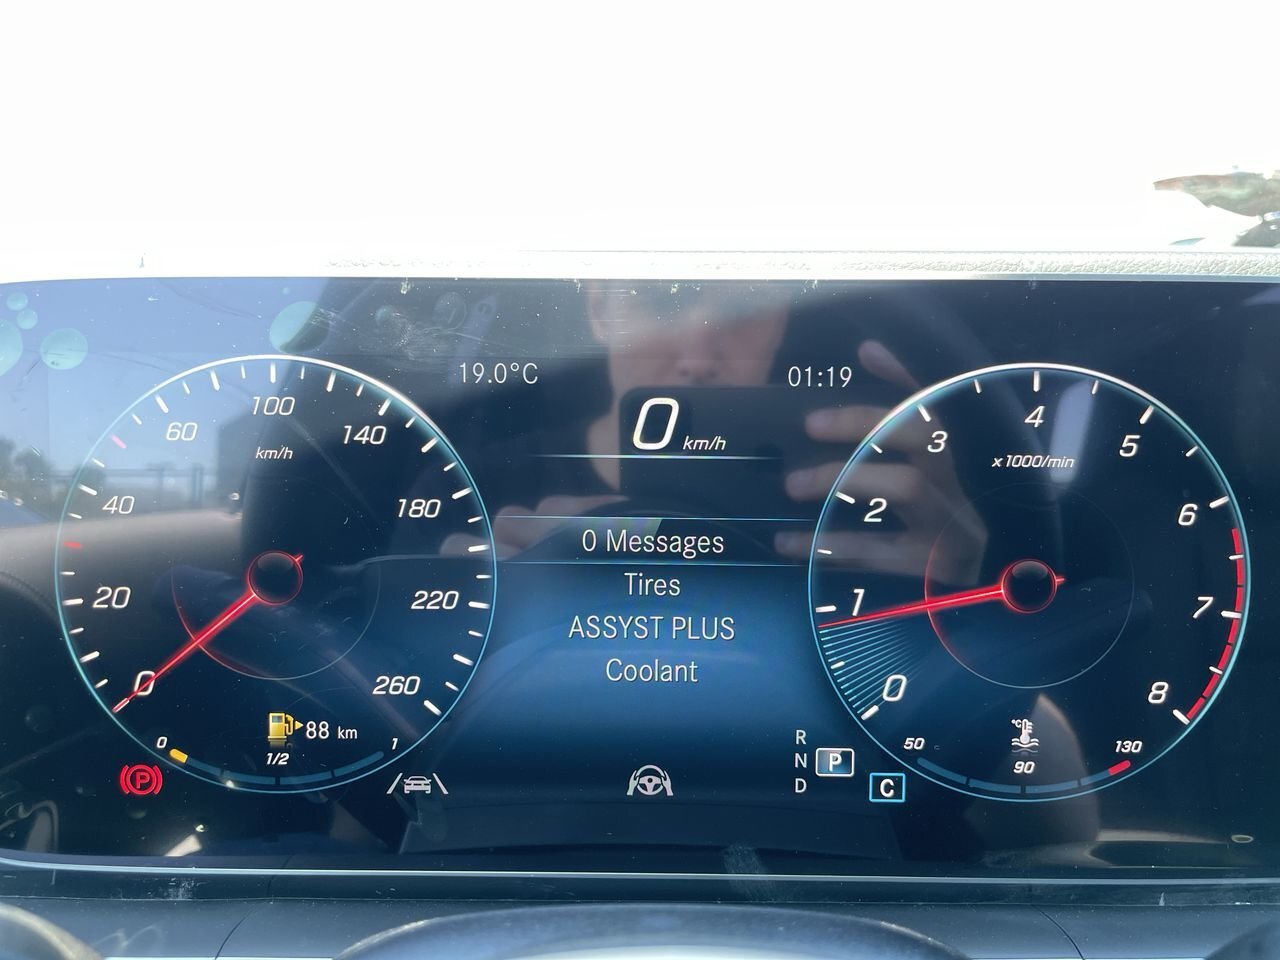 19.0°C
01:19
0 km/h
0 Messages
Tires
ASSYST PLUS
Coolant
0
20
40
60
100
140
180
220
260
km/h
88 km
0
1/2
1
P
R
N
P
D
C
0
1
2
3
4
5
6
7
8
x1000/min
°C
50
90
130